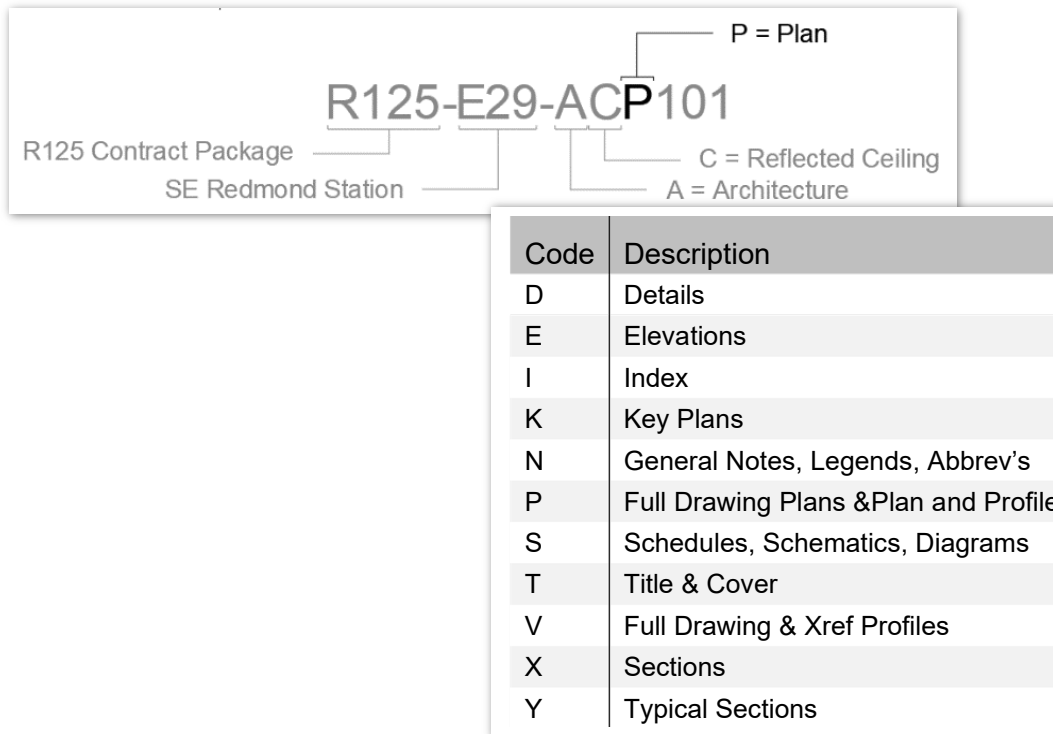 P = Plan
R125-E29-ACP101
R125 Contract Package
C = Reflected Ceiling
SE Redmond Station
A = Architecture
Code Description
D Details
E Elevations
I Index
K Key Plans
N General Notes, Legends, Abbrev’s
P Full Drawing Plans &Plan and Profile
S Schedules, Schematics, Diagrams
T Title & Cover
V Full Drawing & Xref Profiles
X Sections
Y Typical Sections